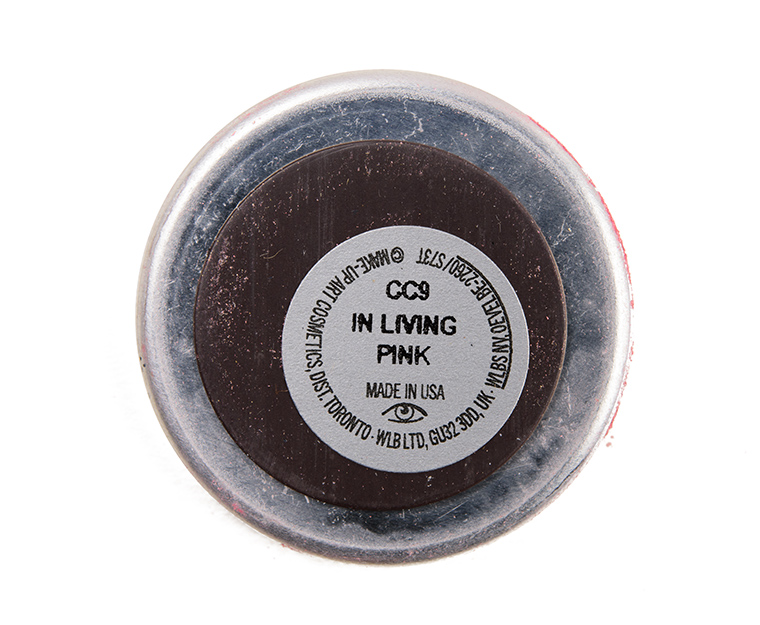 CC9
IN LIVING
PINK
MADE IN USA
© MAKE-UP ART COSMETICS, DIST. TORONTO · WLB LTD, GU32 3DD, UK · WLBS NV, OEVEL BE-2260/S73T